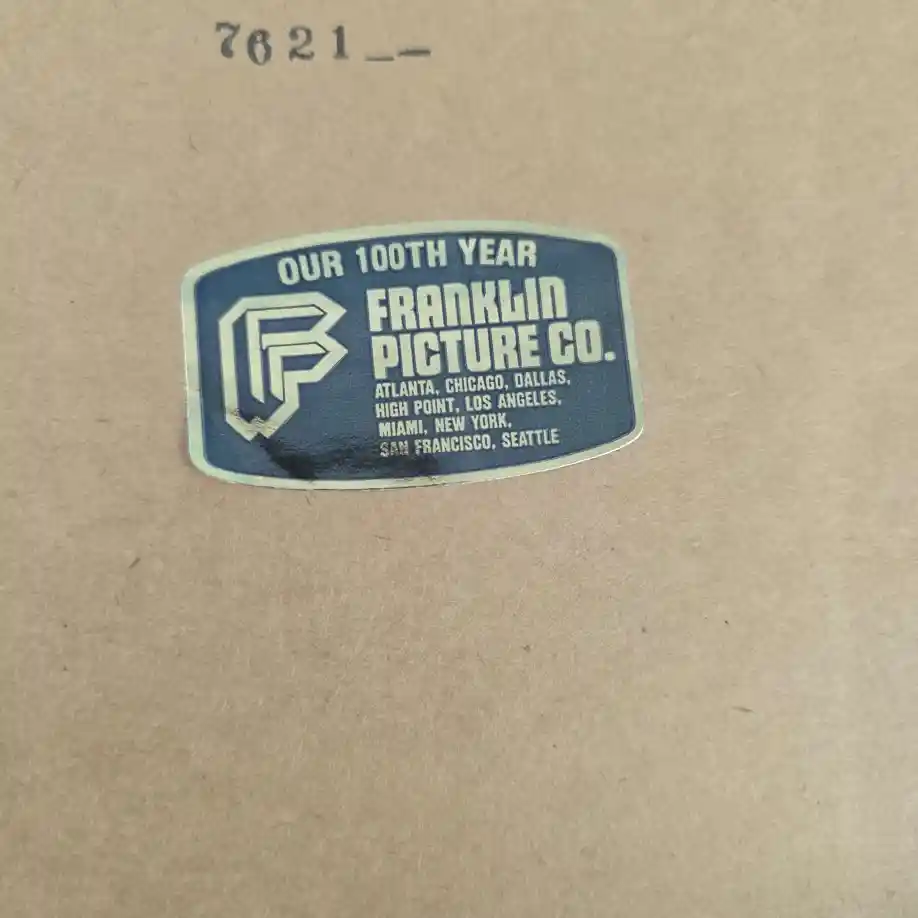 7621__
OUR 100TH YEAR
FRANKLIN
PICTURE CO.
ATLANTA, CHICAGO, DALLAS,
HIGH POINT, LOS ANGELES,
MIAMI, NEW YORK,
SAN FRANCISCO, SEATTLE